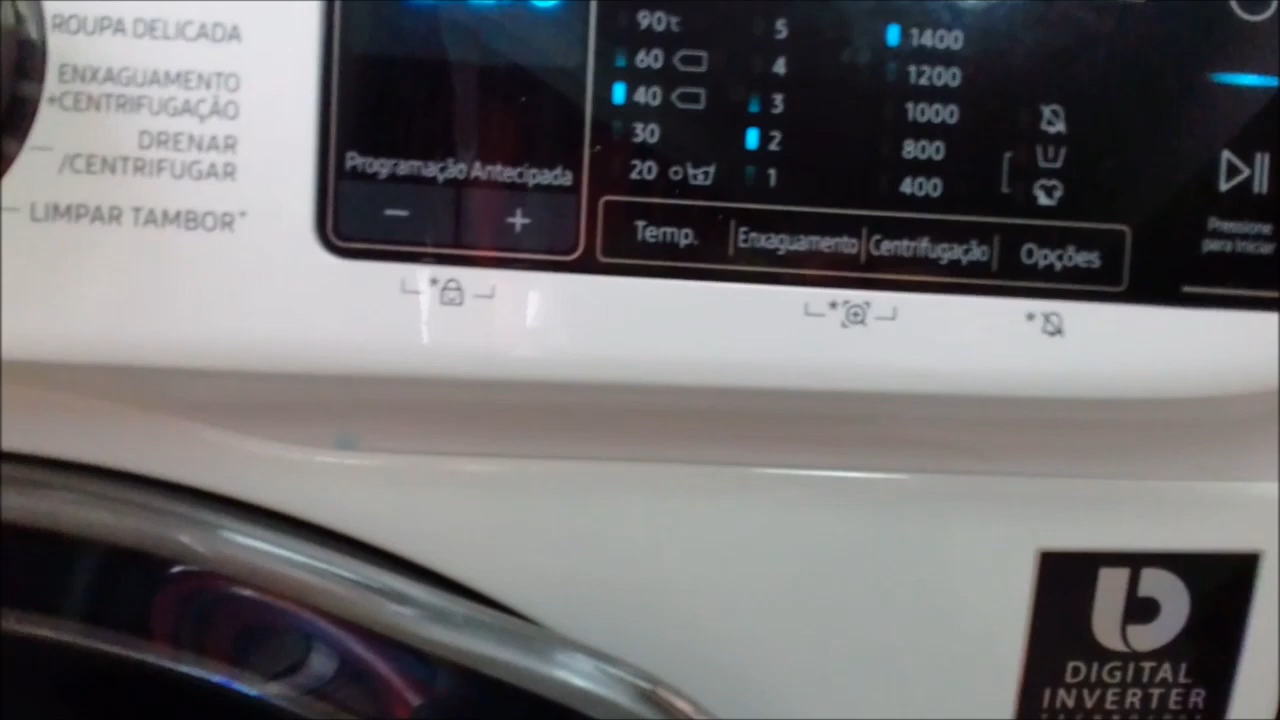 ROUPA DELICADA
ENXAGUAMENTO
+CENTRIFUGAÇÃO
DRENAR
/CENTRIFUGAR
LIMPAR TAMBOR*
Programação Antecipada
− +
90℃ 5 1400
60 4 1200
40 3 1000
30 2 800
20 1 400
Temp. Enxaguamento Centrifugação Opções
Pressione
para Iniciar
DIGITAL
INVERTER